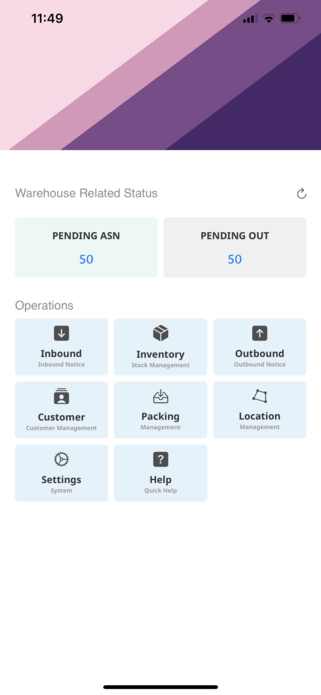 11:49
Warehouse Related Status
PENDING ASN
PENDING OUT
50
50
Operations
Inbound
Inventory
Outbound
Inbound Notice
Stock Management
Outbound Notice
Customer
Packing
Location
Customer Management
Management
Management
Settings
Help
System
Quick Help